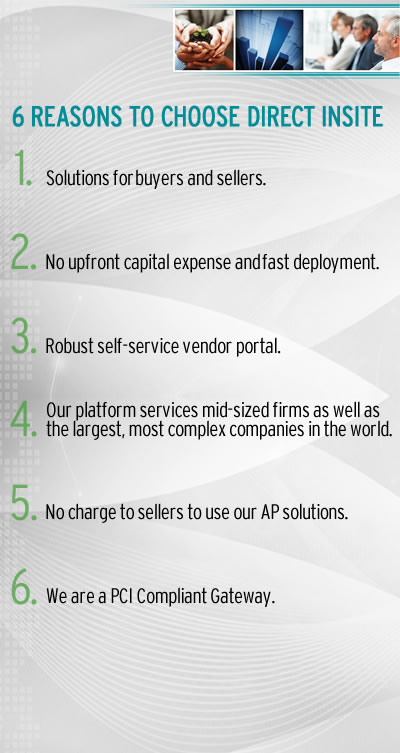 6 REASONS TO CHOOSE DIRECT INSITE
1. Solutions for buyers and sellers.
2. No upfront capital expense and fast deployment.
3. Robust self-service vendor portal.
4. Our platform services mid-sized firms as well as
the largest, most complex companies in the world.
5. No charge to sellers to use our AP solutions.
6. We are a PCI Compliant Gateway.